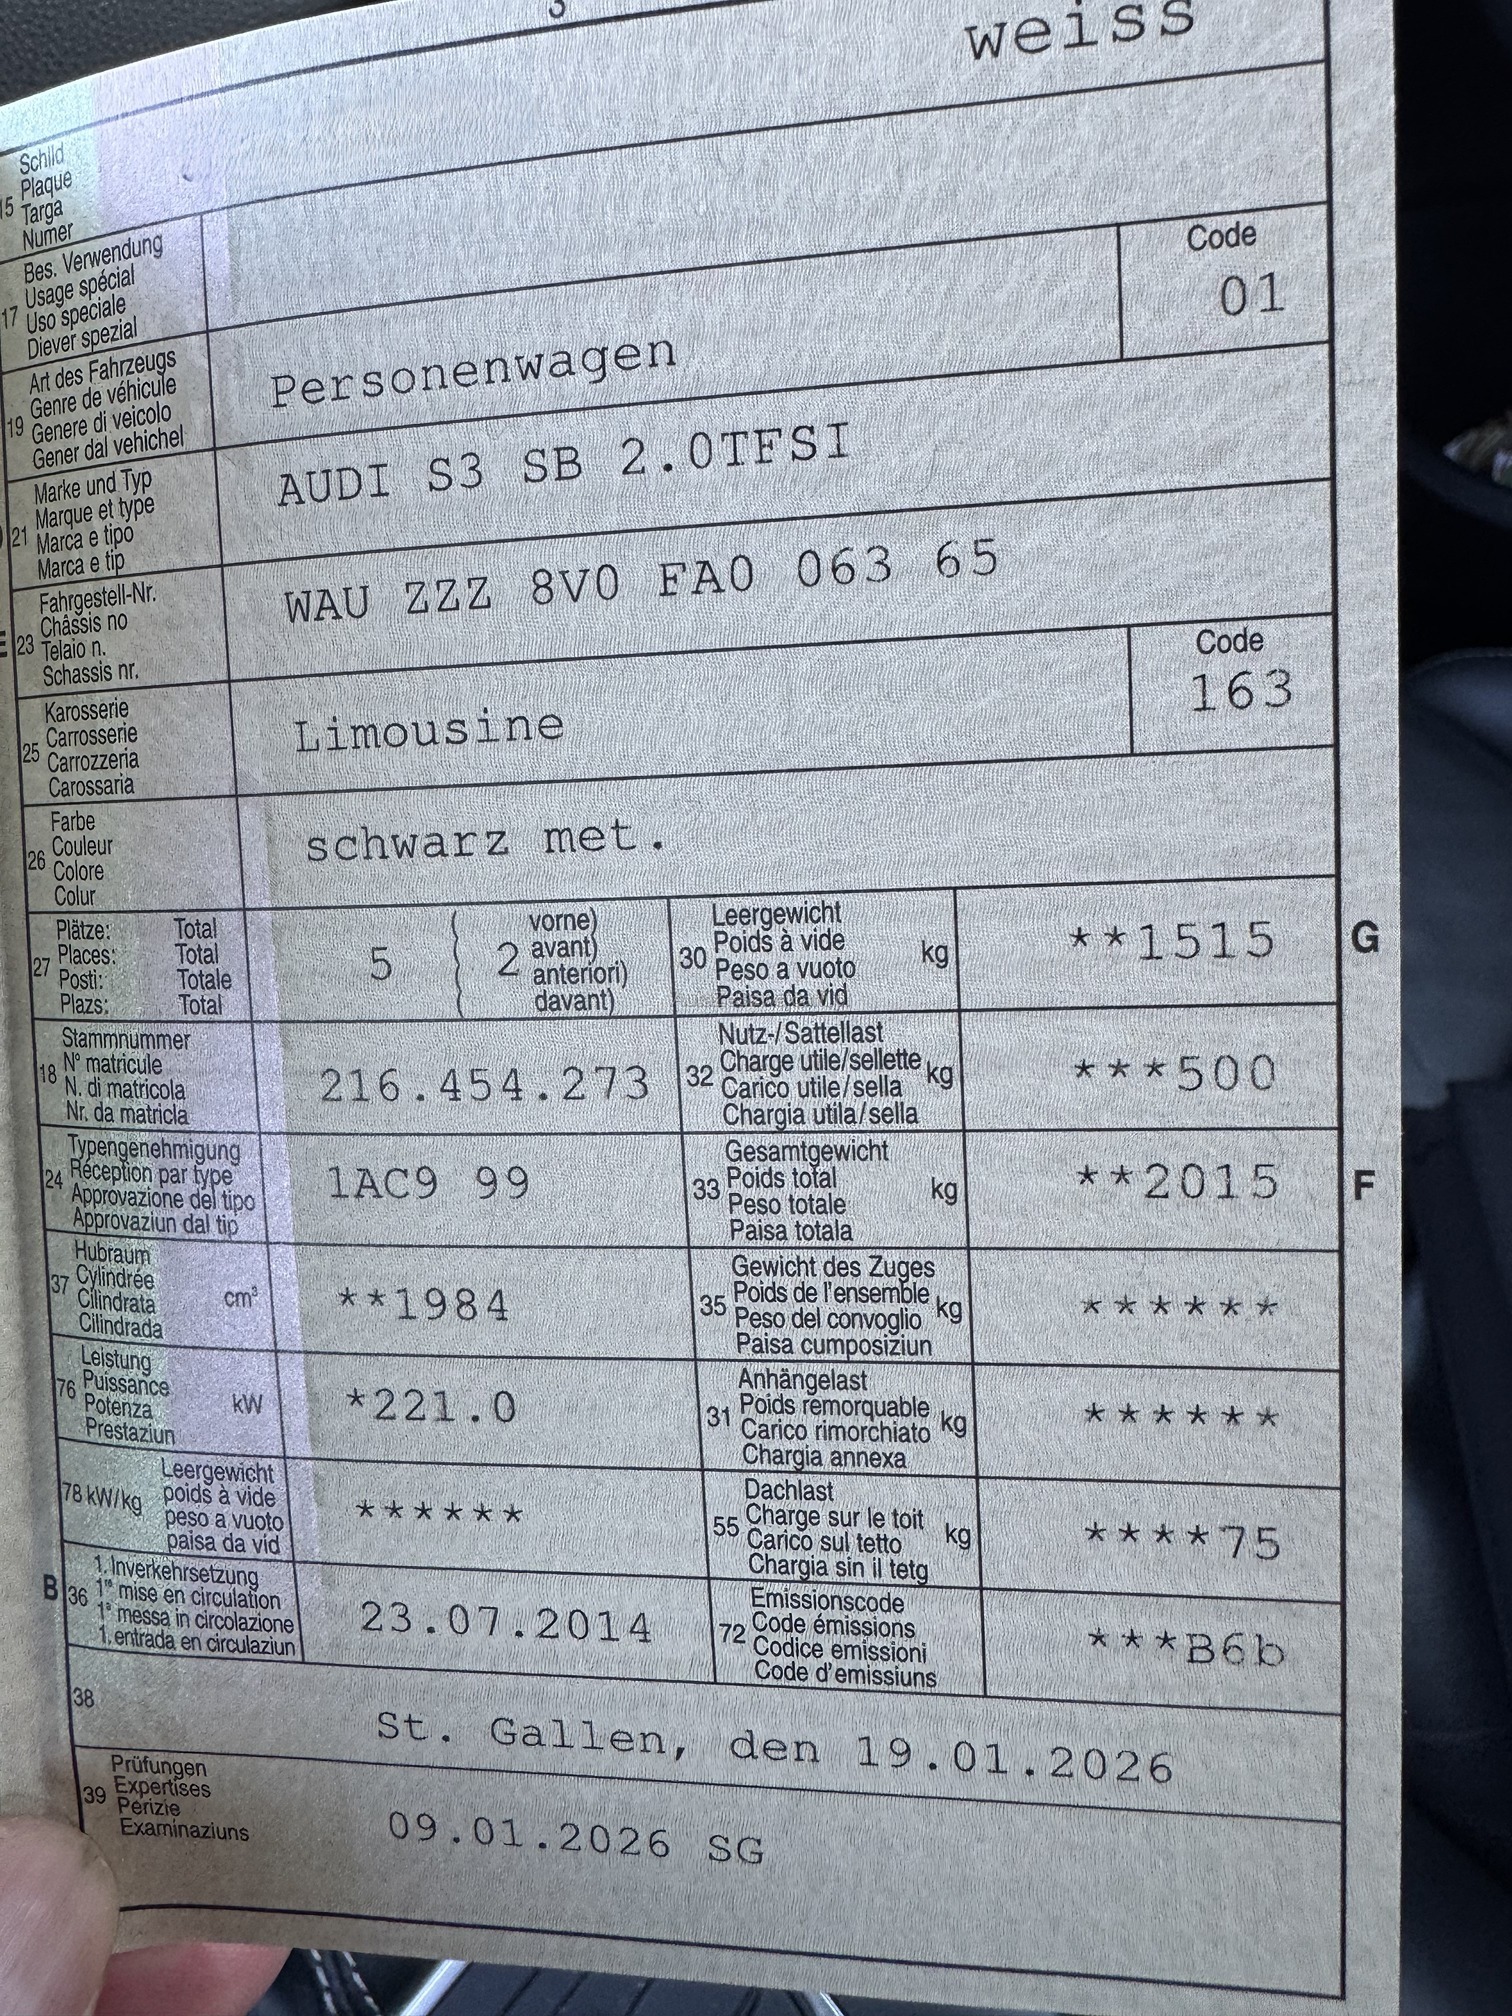 weiss
15 Schild
Plaque
Targa
Numer
17 Bes. Verwendung
Usage spécial
Uso speciale
Diever spezial
19 Art des Fahrzeugs
Genre de véhicule
Genere di veicolo
Gener dal vehichel
Personenwagen
Code
01
21 Marke und Typ
Marque et type
Marca e tipo
Marca e tip
AUDI S3 SB 2.0TFSI
E 23 Fahrgestell-Nr.
Châssis no
Telaio n.
Schassis nr.
WAU ZZZ 8V0 FA0 063 65
25 Karosserie
Carrosserie
Carrozzeria
Carossaria
Limousine
Code
163
26 Farbe
Couleur
Colore
Colur
schwarz met.
27 Plätze: Total
Places: Total
Posti: Totale
Plazs: Total
5
2
vorne)
avant)
anteriori)
davant)
30 Leergewicht
Poids à vide
Peso a vuoto
Paisa da vid
kg
**1515
G
18 Stammnummer
N° matricule
N. di matricola
Nr. da matricla
216.454.273
32 Nutz-/Sattellast
Charge utile/sellette
Carico utile/sella
Chargia utila/sella
kg
***500
24 Typengenehmigung
Réception par type
Approvazione del tipo
Approvaziun dal tip
1AC9 99
33 Gesamtgewicht
Poids total
Peso totale
Paisa totala
kg
**2015
F
37 Hubraum
Cylindrée
Cilindrata
Cilindrada
cm³
**1984
35 Gewicht des Zuges
Poids de l'ensemble
Peso del convoglio
Paisa cumposiziun
kg
******
76 Leistung
Puissance
Potenza
Prestaziun
kW
*221.0
31 Anhängelast
Poids remorquable
Carico rimorchiato
Chargia annexa
kg
******
78 kW/kg
Leergewicht
poids à vide
peso a vuoto
paisa da vid
******
55 Dachlast
Charge sur le toit
Carico sul tetto
Chargia sin il tetg
kg
****75
B 36 1. Inverkehrsetzung
1re mise en circulation
1a messa in circolazione
1. entrada en circulaziun
23.07.2014
72 Emissionscode
Code émissions
Codice emissioni
Code d'emissiuns
***B6b
38
St. Gallen, den 19.01.2026
39 Prüfungen
Expertises
Perizie
Examinaziuns
09.01.2026 SG